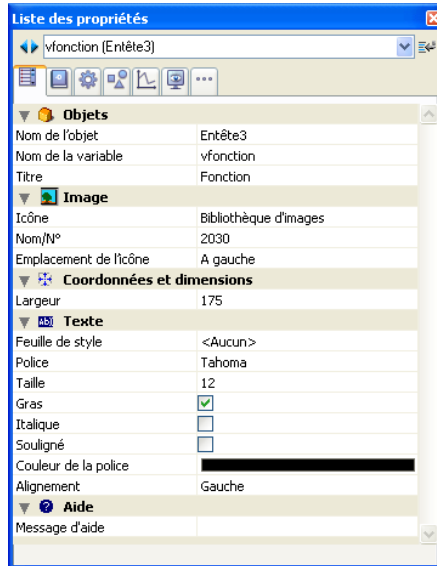 Liste des propriétés
vfonction (Entête3)
Objets
Nom de l'objet Entête3
Nom de la variable vfonction
Titre Fonction
Image
Icône Bibliothèque d'images
Nom/N° 2030
Emplacement de l'icône A gauche
Coordonnées et dimensions
Largeur 175
Texte
Feuille de style <Aucun>
Police Tahoma
Taille 12
Gras
Italique
Souligné
Couleur de la police
Alignement Gauche
Aide
Message d'aide